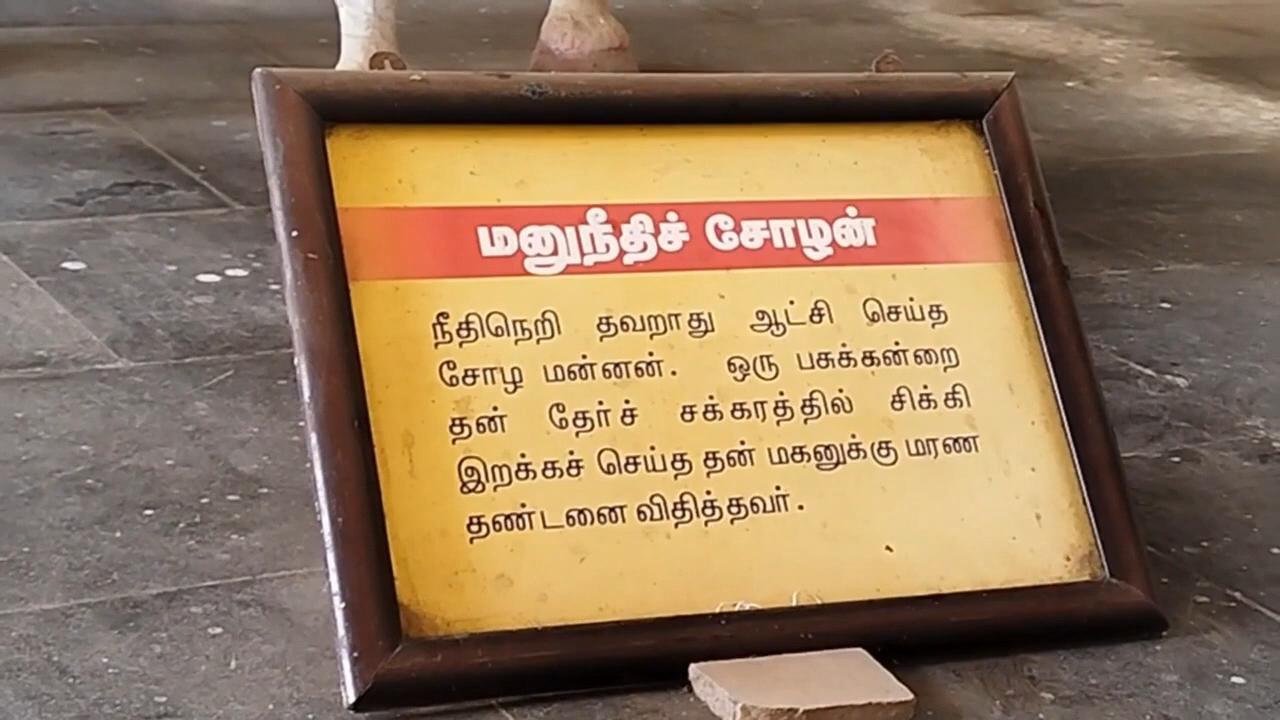 மனுநீதிச் சோழன்
நீதிநெறி தவறாது ஆட்சி செய்த
சோழ மன்னன். ஒரு பசுக்கன்றை
தன் தேர்ச் சக்கரத்தில் சிக்கி
இறக்கச் செய்த தன் மகனுக்கு மரண
தண்டனை விதித்தவர்.